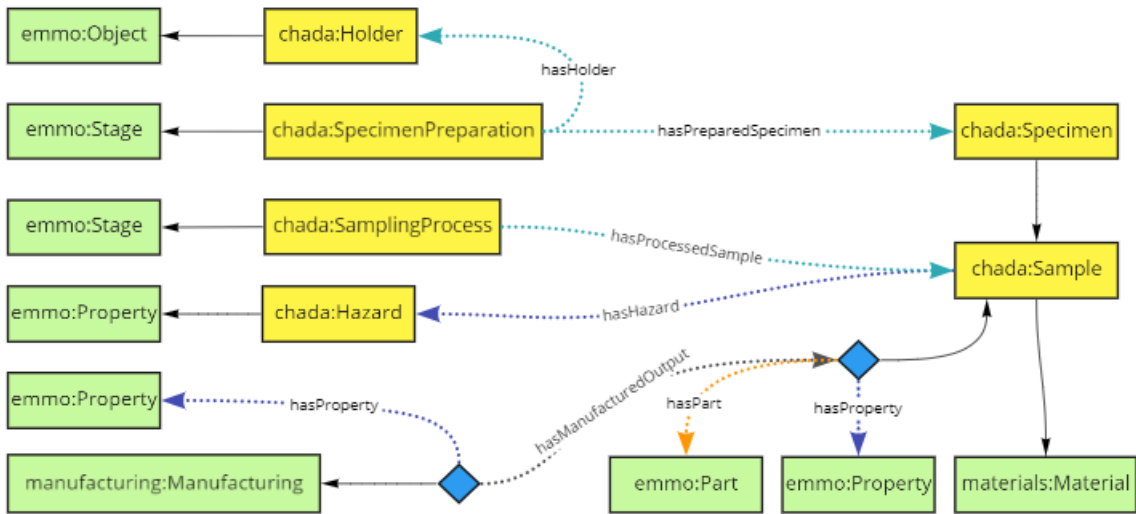 emmo:Object
chada:Holder
hasHolder
emmo:Stage
chada:SpecimenPreparation
hasPreparedSpecimen
chada:Specimen
emmo:Stage
chada:SamplingProcess
hasProcessedSample
chada:Sample
emmo:Property
chada:Hazard
hasHazard
emmo:Property
hasProperty
hasManufacturedOutput
hasPart
hasProperty
manufacturing:Manufacturing
emmo:Part
emmo:Property
materials:Material